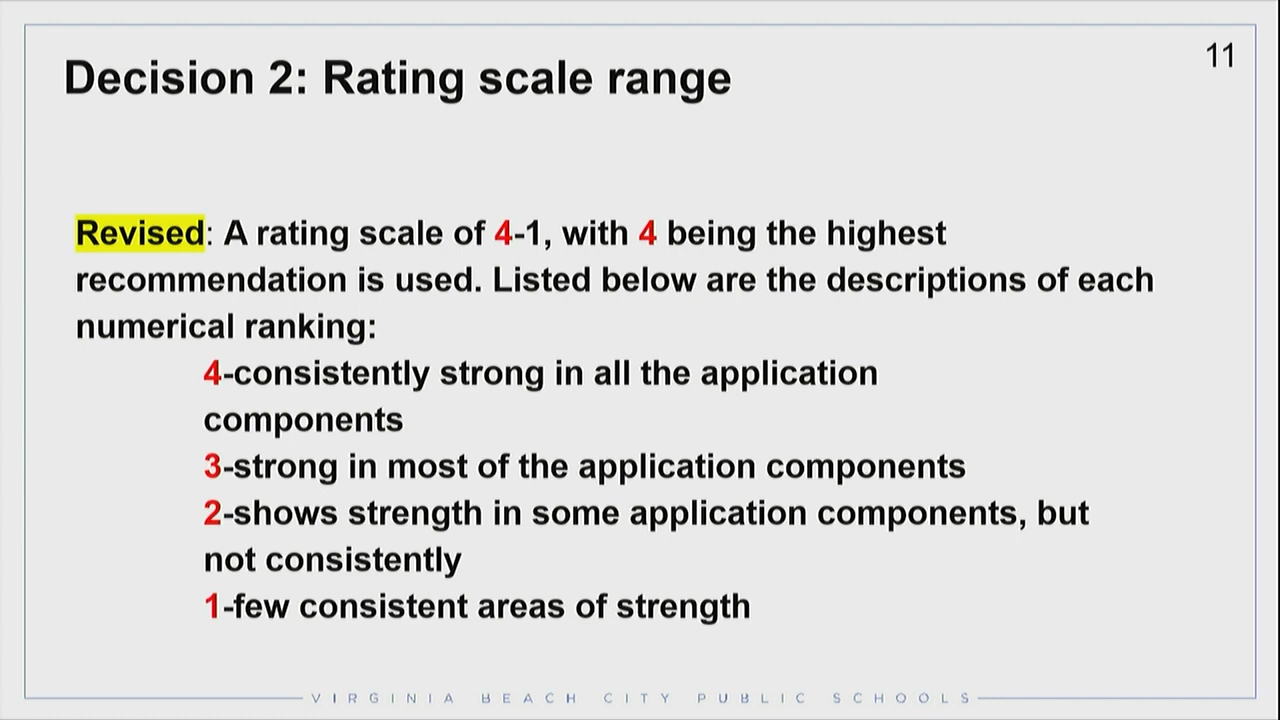 11
Decision 2: Rating scale range
Revised: A rating scale of 4-1, with 4 being the highest
recommendation is used. Listed below are the descriptions of each
numerical ranking:
4-consistently strong in all the application
components
3-strong in most of the application components
2-shows strength in some application components, but
not consistently
1-few consistent areas of strength
VIRGINIA BEACH CITY PUBLIC SCHOOLS